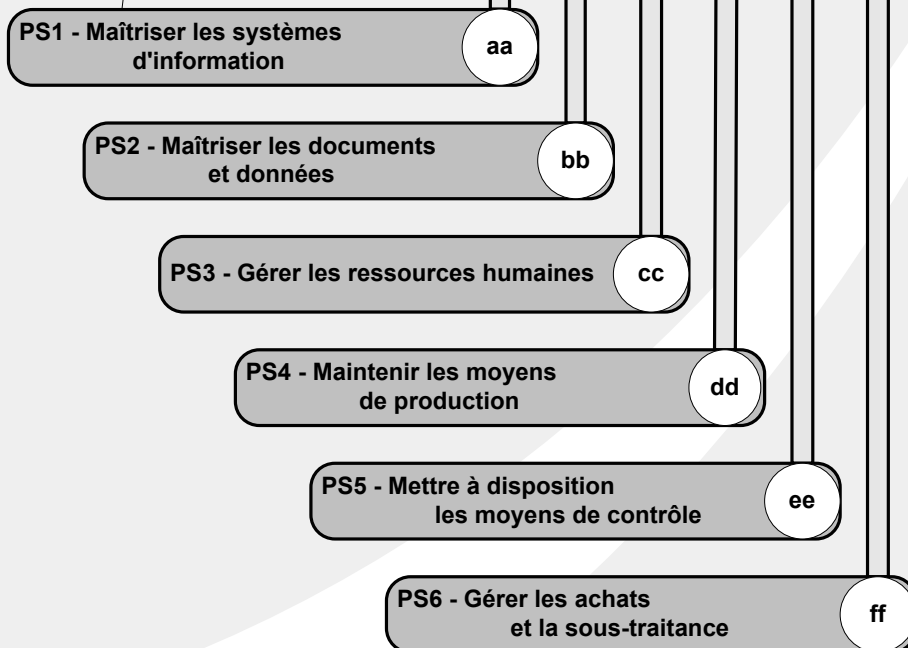 PS1 - Maîtriser les systèmes
d'information
aa
PS2 - Maîtriser les documents
et données
bb
PS3 - Gérer les ressources humaines
cc
PS4 - Maintenir les moyens
de production
dd
PS5 - Mettre à disposition
les moyens de contrôle
ee
PS6 - Gérer les achats
et la sous-traitance
ff